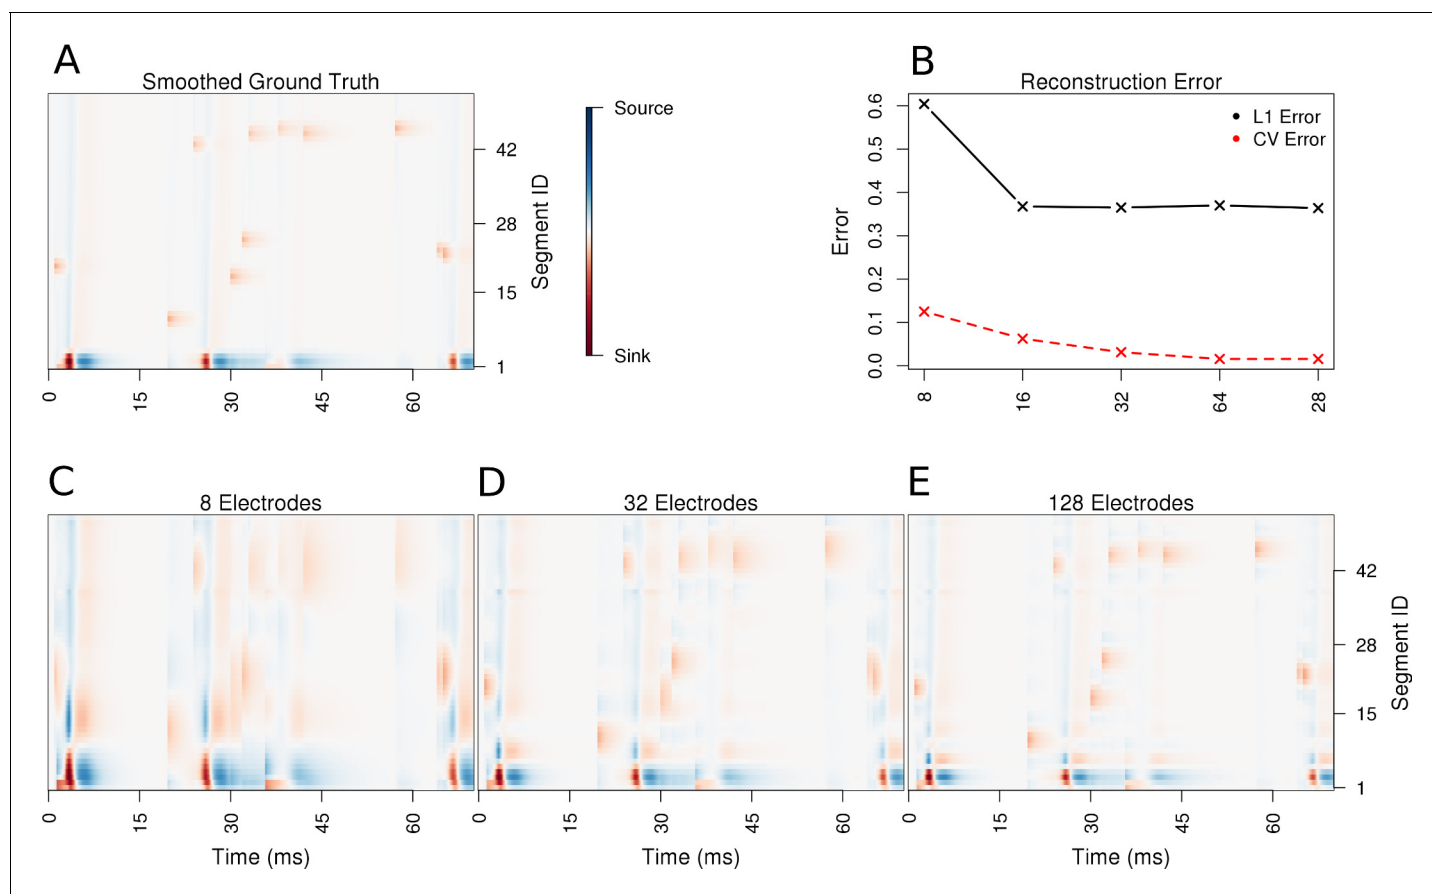 A
Smoothed Ground Truth
Source
Sink
42
28
15
1
Segment ID
0
15
30
45
60
B
Reconstruction Error
L1 Error
CV Error
Error
0.6
0.5
0.4
0.3
0.2
0.1
0.0
8
16
32
64
28
C
8 Electrodes
0
15
30
45
60
Time (ms)
D
32 Electrodes
0
15
30
45
60
Time (ms)
E
128 Electrodes
42
28
15
1
Segment ID
0
15
30
45
60
Time (ms)